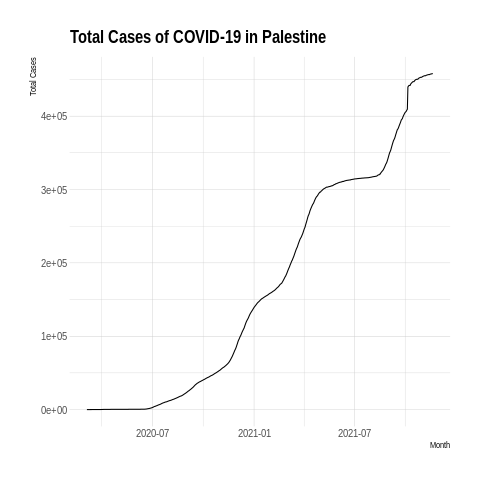 Total Cases of COVID-19 in Palestine
Total Cases
4e+05
3e+05
2e+05
1e+05
0e+00
2020-07 2021-01 2021-07
Month